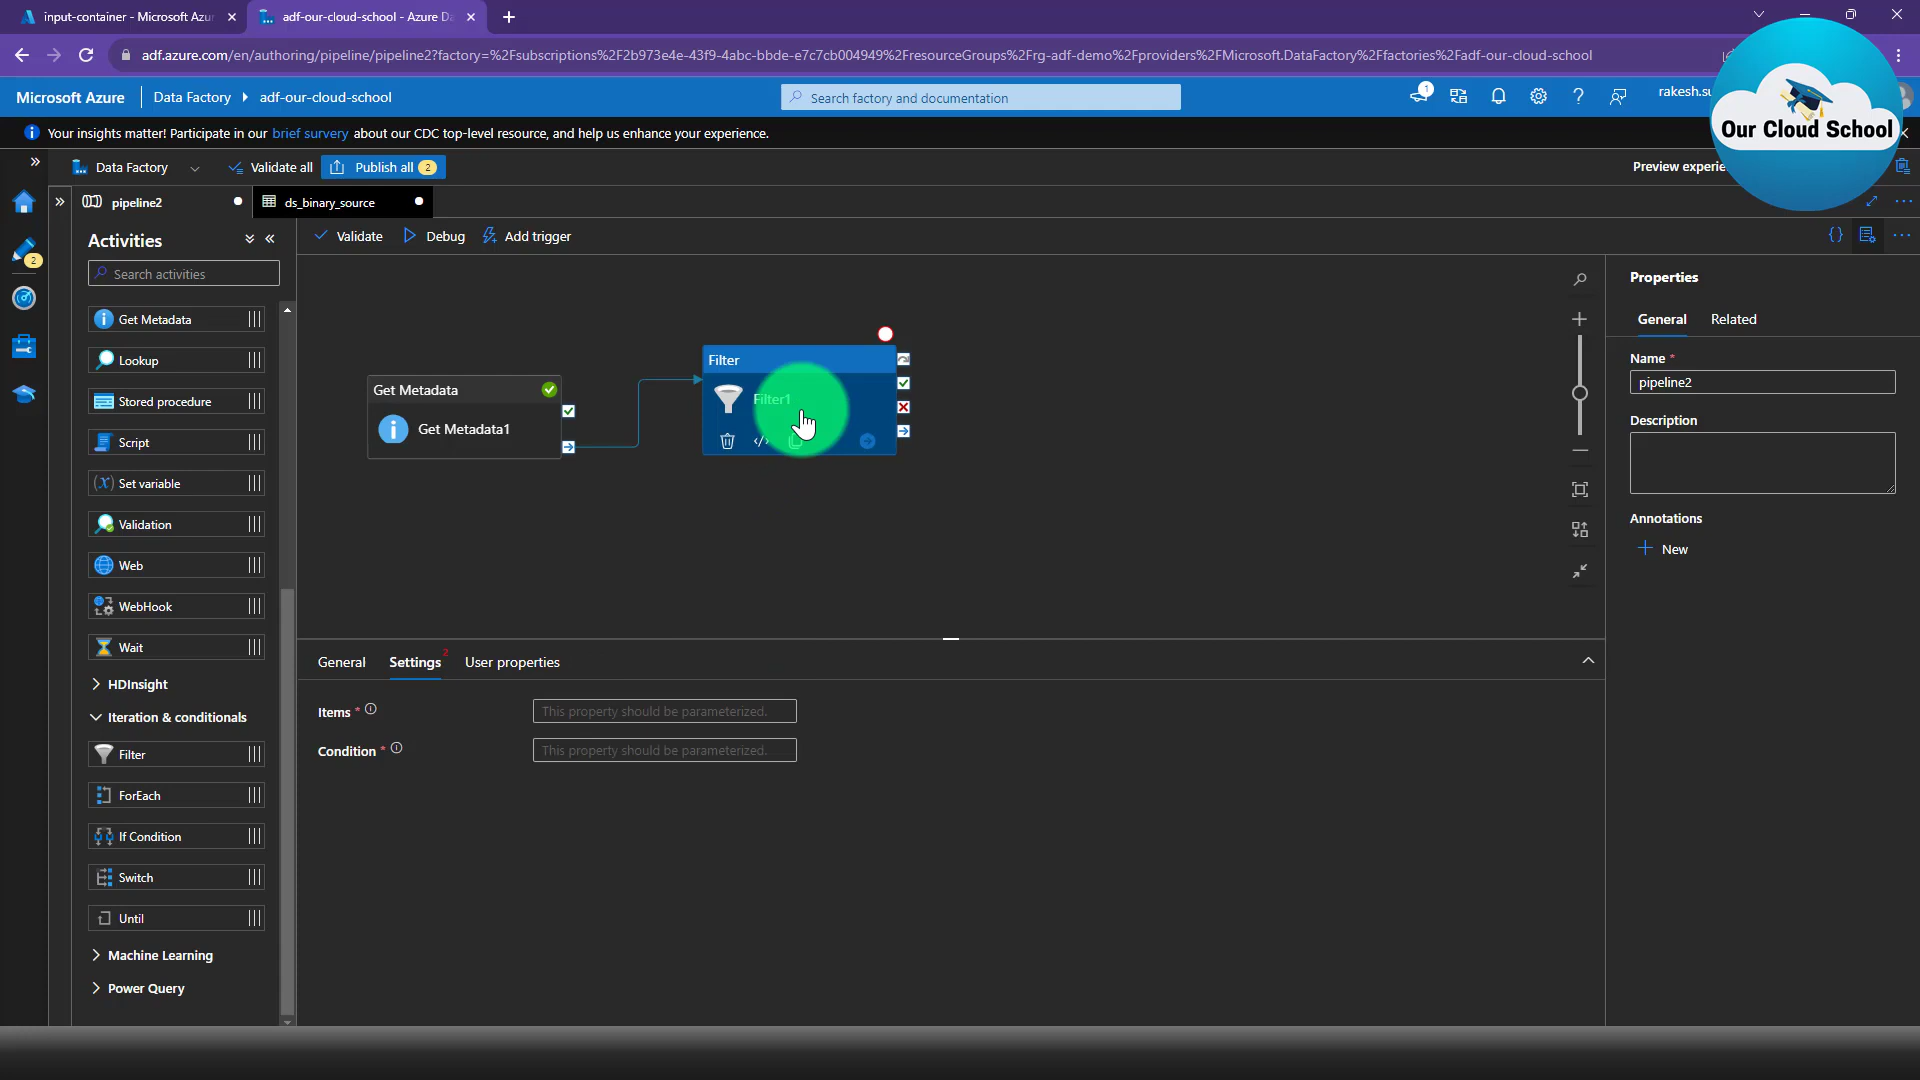 input-container - Microsoft Azu
adf-our-cloud-school - Azure Da
adf.azure.com/en/authoring/pipeline/pipeline2?factory=%2Fsubscriptions%2F2b973e4e-43f9-4abc-bbde-e7c7cb004949%2FresourceGroups%2Frg-adf-demo%2Fproviders%2FMicrosoft.DataFactory%2Ffactories%2Fadf-our-cloud-school
Microsoft Azure
Data Factory
adf-our-cloud-school
Search factory and documentation
1
rakesh.su
Our Cloud School
Your insights matter! Participate in our brief survey about our CDC top-level resource, and help us enhance your experience.
Data Factory
Validate all
Publish all 2
Preview experie
pipeline2
ds_binary_source
Activities
Validate
Debug
Add trigger
2
Search activities
Get Metadata
Lookup
Stored procedure
Script
Set variable
Validation
Web
WebHook
Wait
HDInsight
Iteration & conditionals
Filter
ForEach
If Condition
Switch
Until
Machine Learning
Power Query
Get Metadata
Get Metadata1
Filter
Filter1
General
Settings 2
User properties
Items *
This property should be parameterized.
Condition *
This property should be parameterized.
Properties
General
Related
Name *
pipeline2
Description
Annotations
New